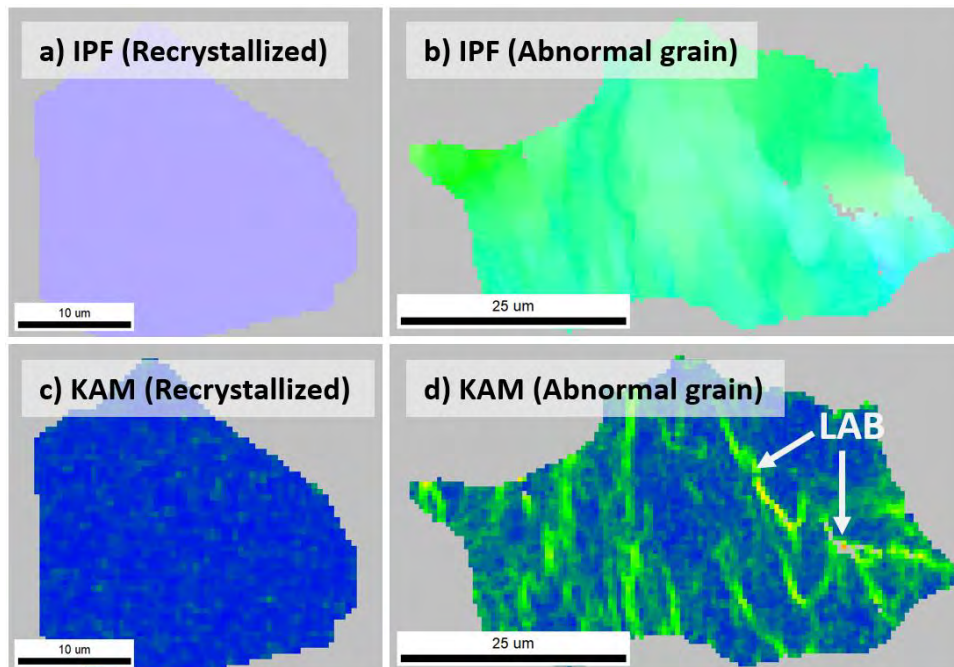 a) IPF (Recrystallized)
b) IPF (Abnormal grain)
10 um
25 um
c) KAM (Recrystallized)
d) KAM (Abnormal grain)
LAB
10 um
25 um